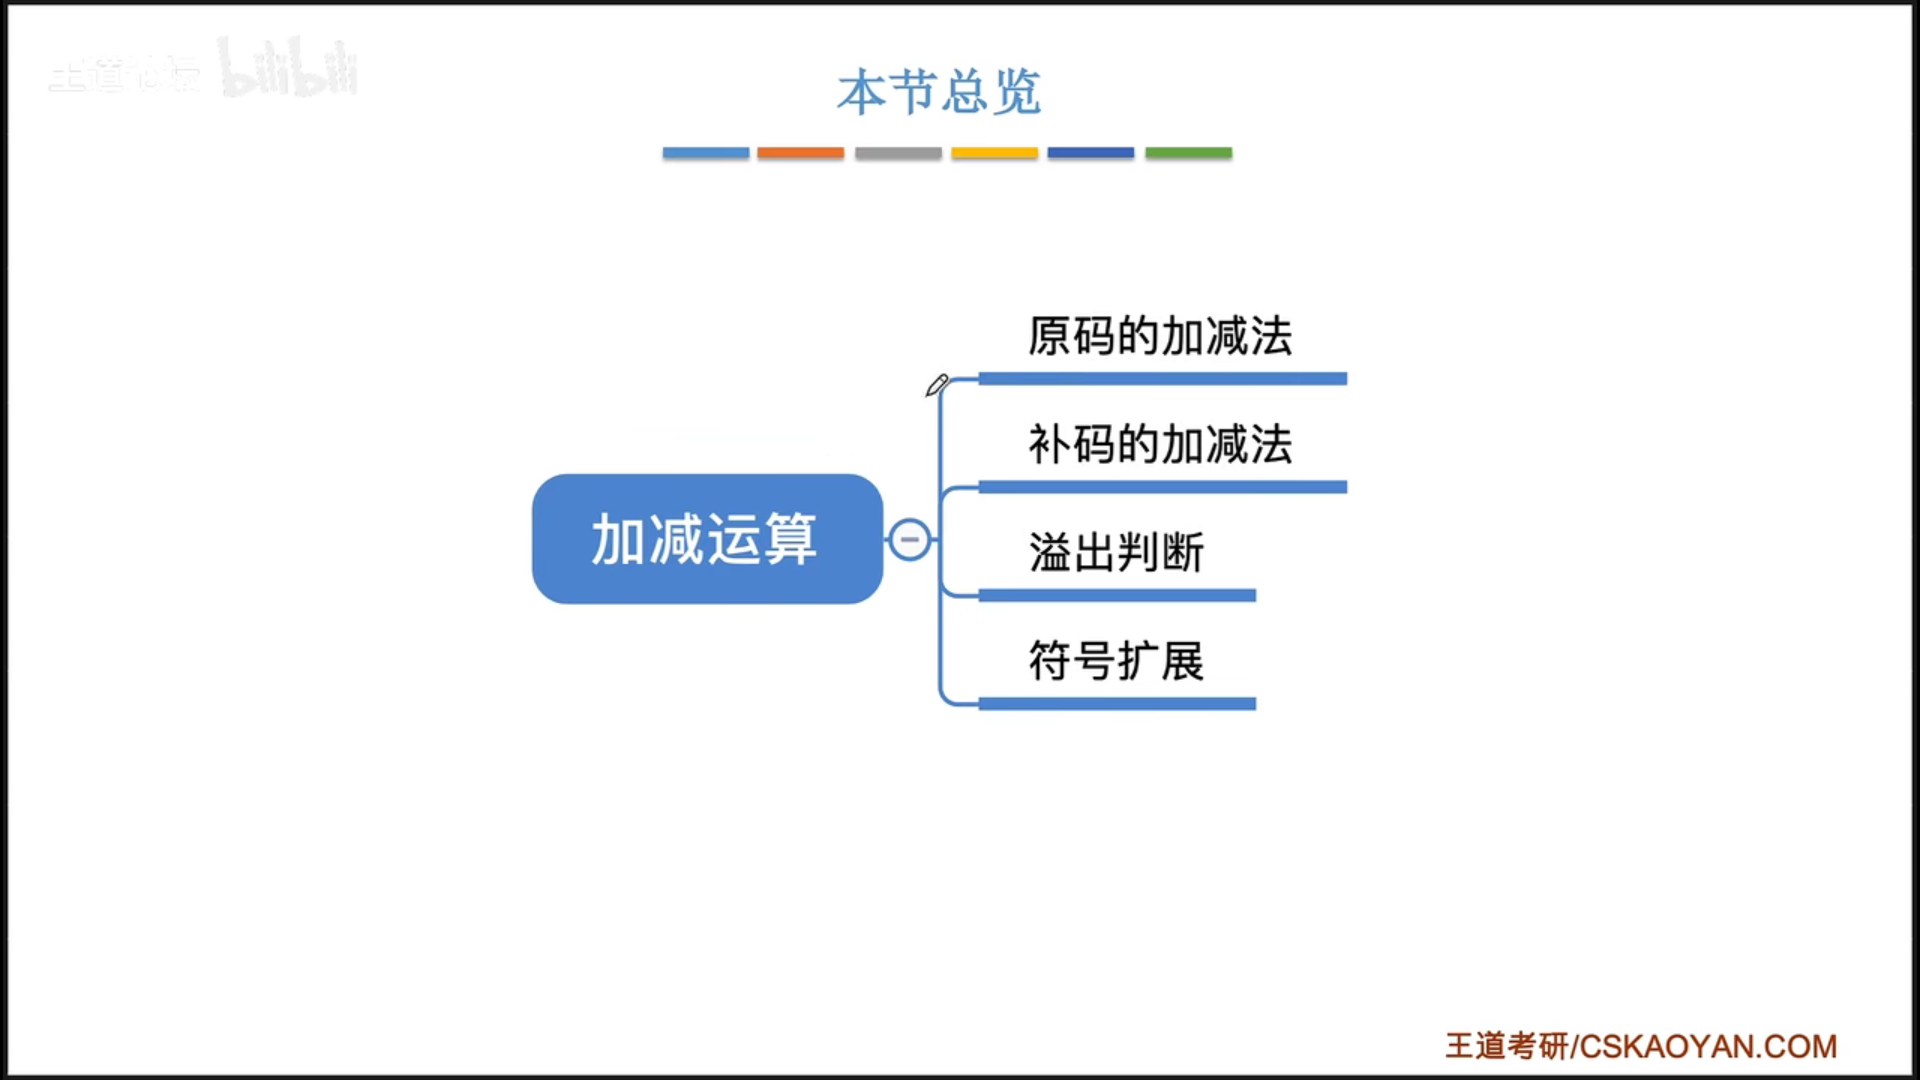 王道论坛 bilibili
本节总览
原码的加减法
补码的加减法
加减运算
溢出判断
符号扩展
王道考研/CSKAOYAN.COM